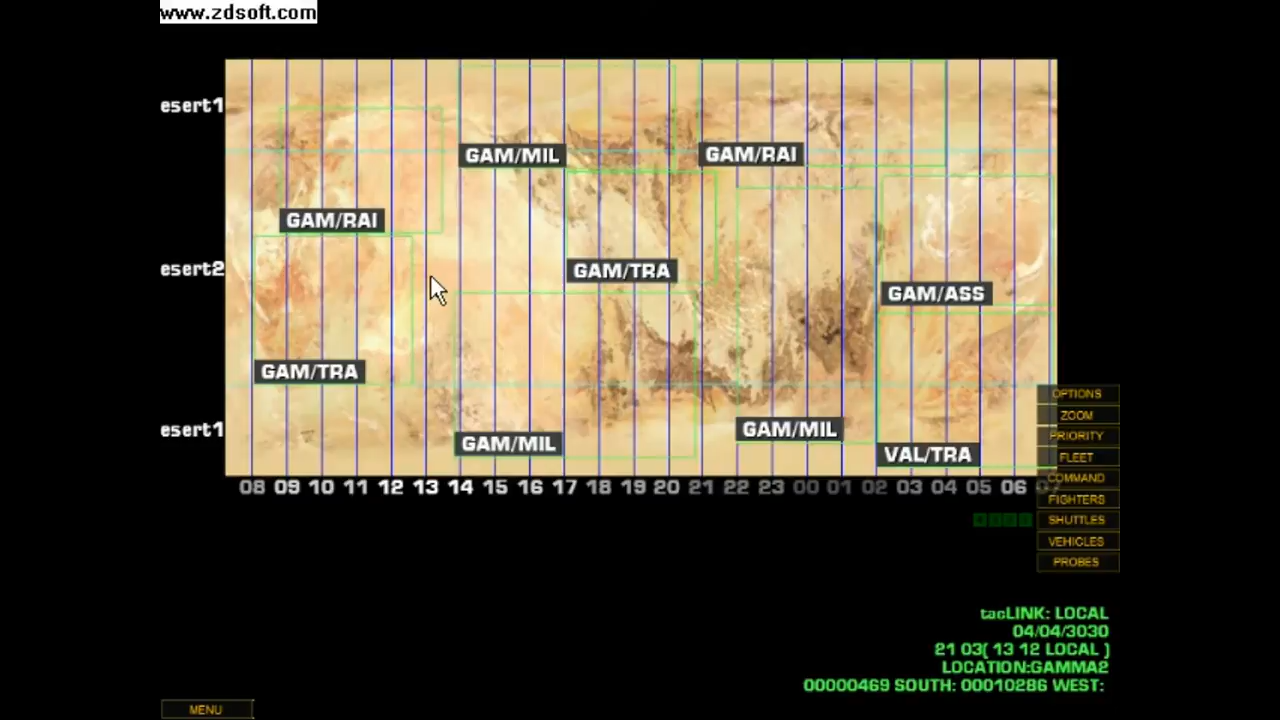 www.zdsoft.com
esert1
GAM/MIL
GAM/RAI
GAM/RAI
esert2
GAM/TRA
GAM/ASS
GAM/TRA
OPTIONS
ZOOM
esert1
GAM/MIL
GAM/MIL
PRIORITY
VAL/TRA
FLEET
COMMAND
08 09 10 11 12 13 14 15 16 17 18 19 20 21 22 23 00 01 02 03 04 05 06 07
FIGHTERS
SHUTTLES
VEHICLES
PROBES
tacLINK: LOCAL
04/04/3030
21 03( 13 12 LOCAL )
LOCATION:GAMMA2
00000469 SOUTH: 00010286 WEST:
MENU